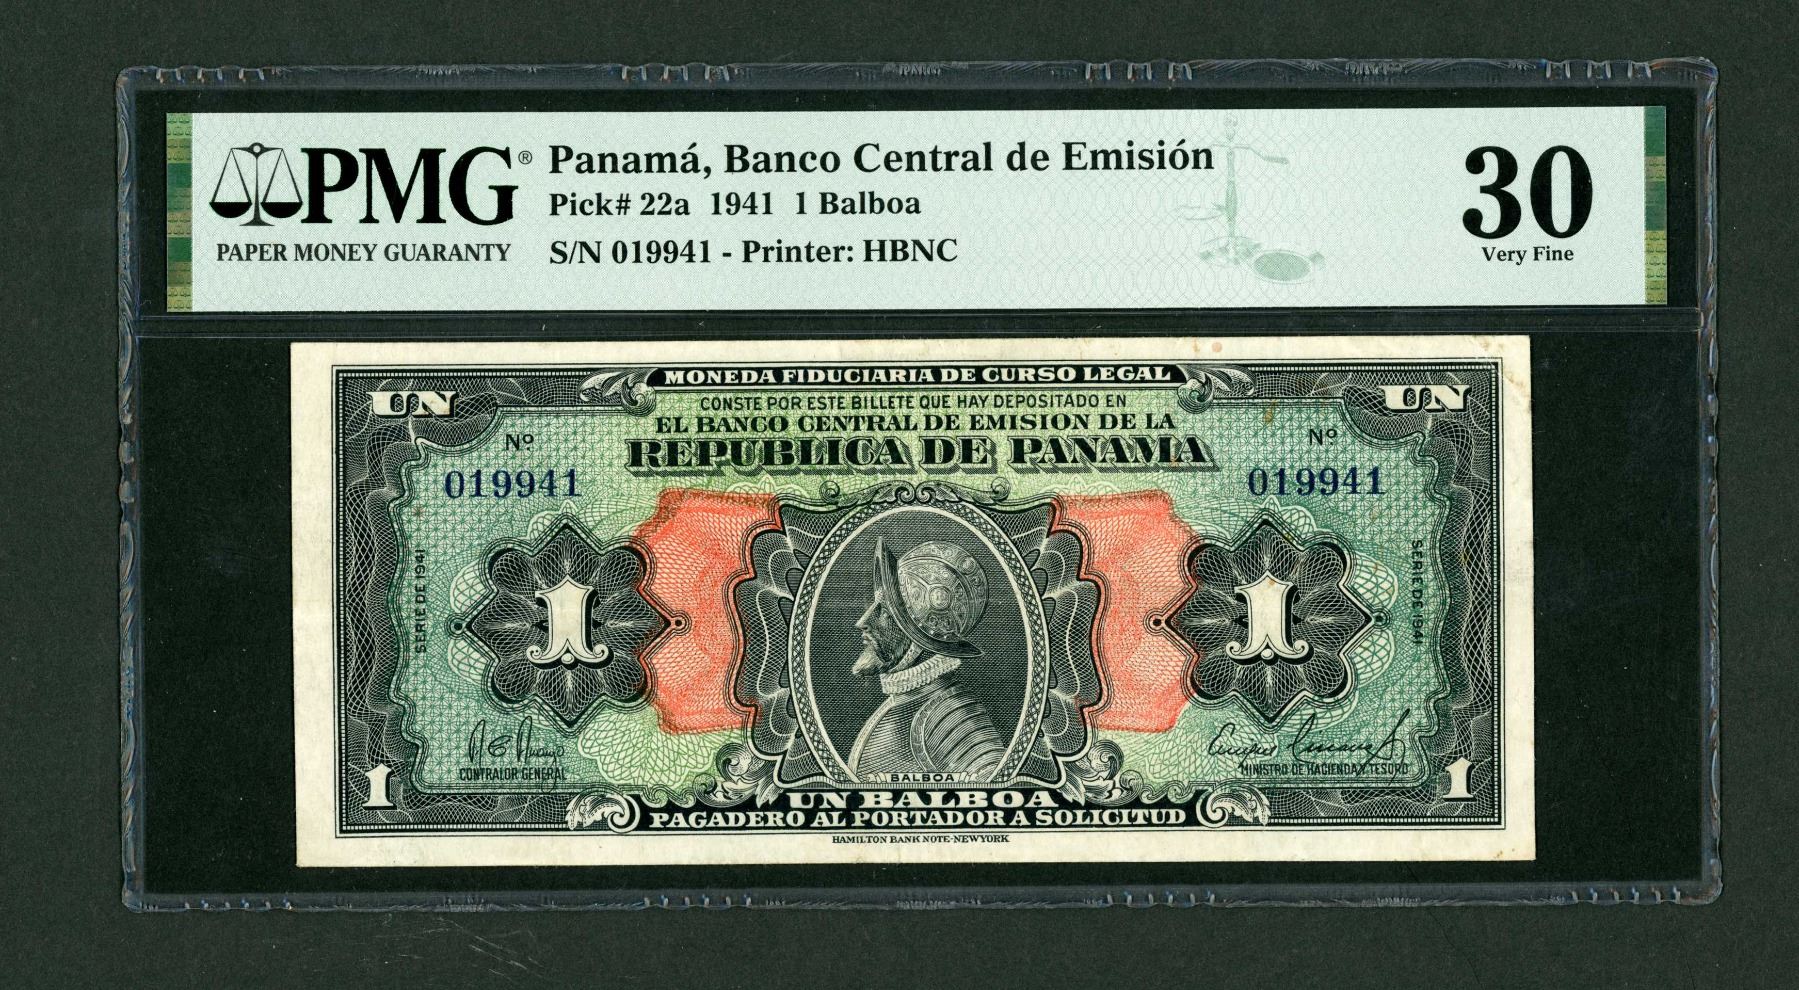 PMG®
PAPER MONEY GUARANTY
Panamá, Banco Central de Emisión
Pick# 22a 1941 1 Balboa
S/N 019941 - Printer: HBNC
30
Very Fine
MONEDA FIDUCIARIA DE CURSO LEGAL
UN
UN
CONSTE POR ESTE BILLETE QUE HAY DEPOSITADO EN
EL BANCO CENTRAL DE EMISION DE LA
REPUBLICA DE PANAMA
Nº
019941
Nº
019941
SERIE DE 1941
1
1
SERIE DE 1941
CONTRALOR GENERAL
MINISTRO DE HACIENDA Y TESORO
BALBOA
1
UN BALBOA
1
PAGADERO AL PORTADOR A SOLICITUD
HAMILTON BANK NOTE-NEW YORK